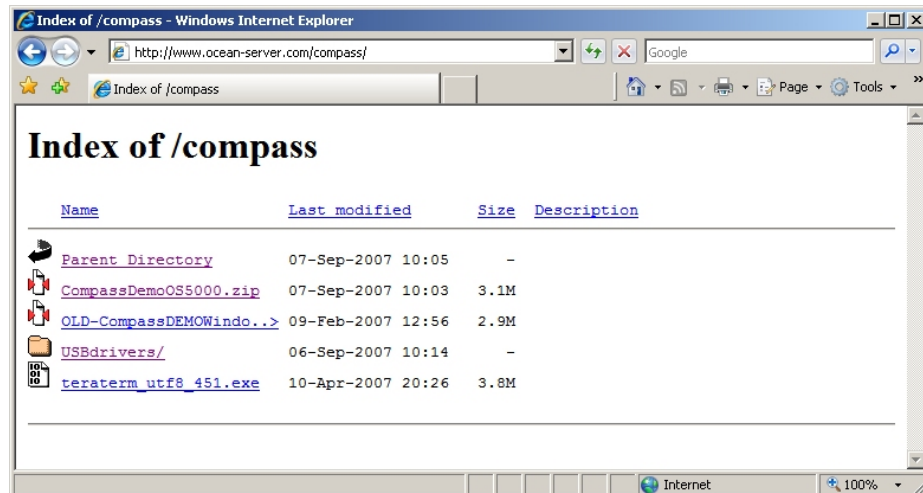 Index of /compass - Windows Internet Explorer
http://www.ocean-server.com/compass/
Google
Index of /compass
Page
Tools
»
Index of /compass
Name Last modified Size Description
Parent Directory 07-Sep-2007 10:05 -
CompassDemoOS5000.zip 07-Sep-2007 10:03 3.1M
OLD-CompassDEMOWindo..> 09-Feb-2007 12:56 2.9M
USBdrivers/ 06-Sep-2007 10:14 -
teraterm_utf8_451.exe 10-Apr-2007 20:26 3.8M
Internet 100%